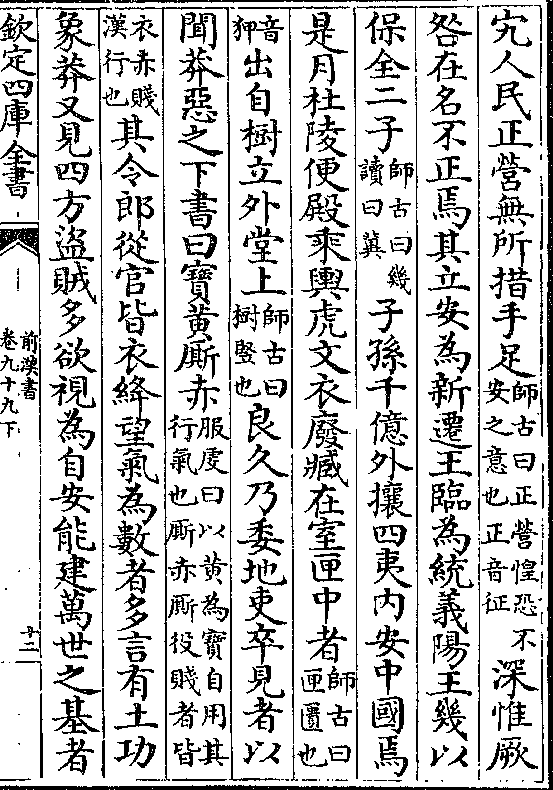 宄人民正營無所措手足師古曰正營惶恐不安之意也正音征深惟厥
咎在名不正焉其立安為新遷王臨為統義陽王幾以
保全二子師古曰幾讀曰冀子孫千億外攘四夷內安中國焉
是月杜陵便殿乘輿虎文衣廢臧在室匣中者師古曰匣匱也
音狎出自樹立外堂上師古曰樹豎也良久乃委地吏卒見者以
聞莽惡之下書曰寶黃厮赤服虔曰以黃為寶自用其行氣也厮赤厮役賤者皆
衣赤賤漢行也其令郎從官皆衣絳望氣為數者多言有土功
象莽又見四方盜賊多欲視為自安能建萬世之基者
欽定四庫全書
前漢書
卷九十九下
十二